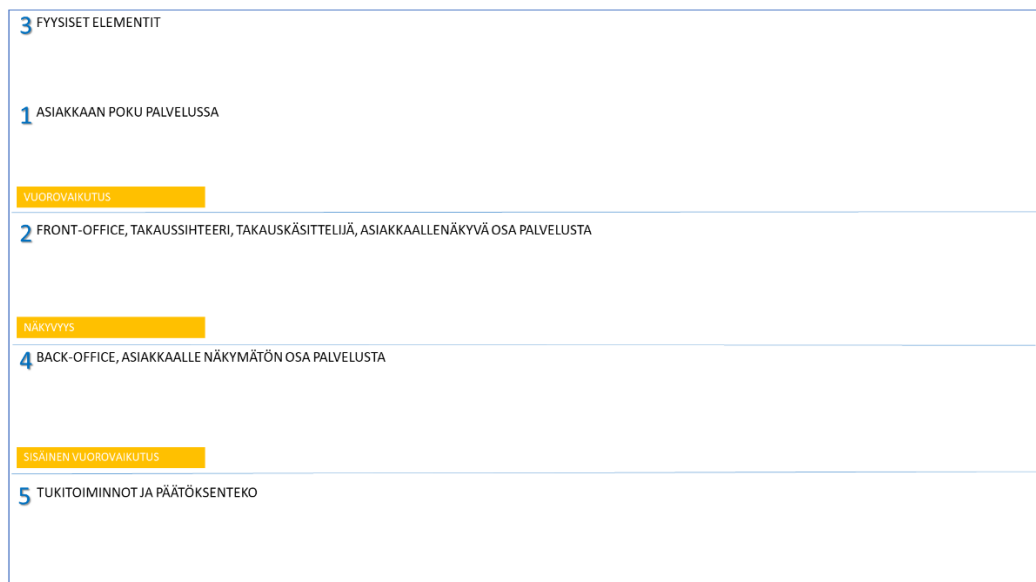 3 FYYSISET ELEMENTIT
1 ASIAKKAAN POKU PALVELUSSA
VUOROVAIKUTUS
2 FRONT-OFFICE, TAKAUSSIHTEERI, TAKAUSKÄSITTELIJÄ, ASIAKKAALLENÄKYVÄ OSA PALVELUSTA
NÄKYVYYS
4 BACK-OFFICE, ASIAKKAALLE NÄKYMÄTÖN OSA PALVELUSTA
SISÄINEN VUOROVAIKUTUS
5 TUKITOIMINNOT JA PÄÄTÖKSENTEKO